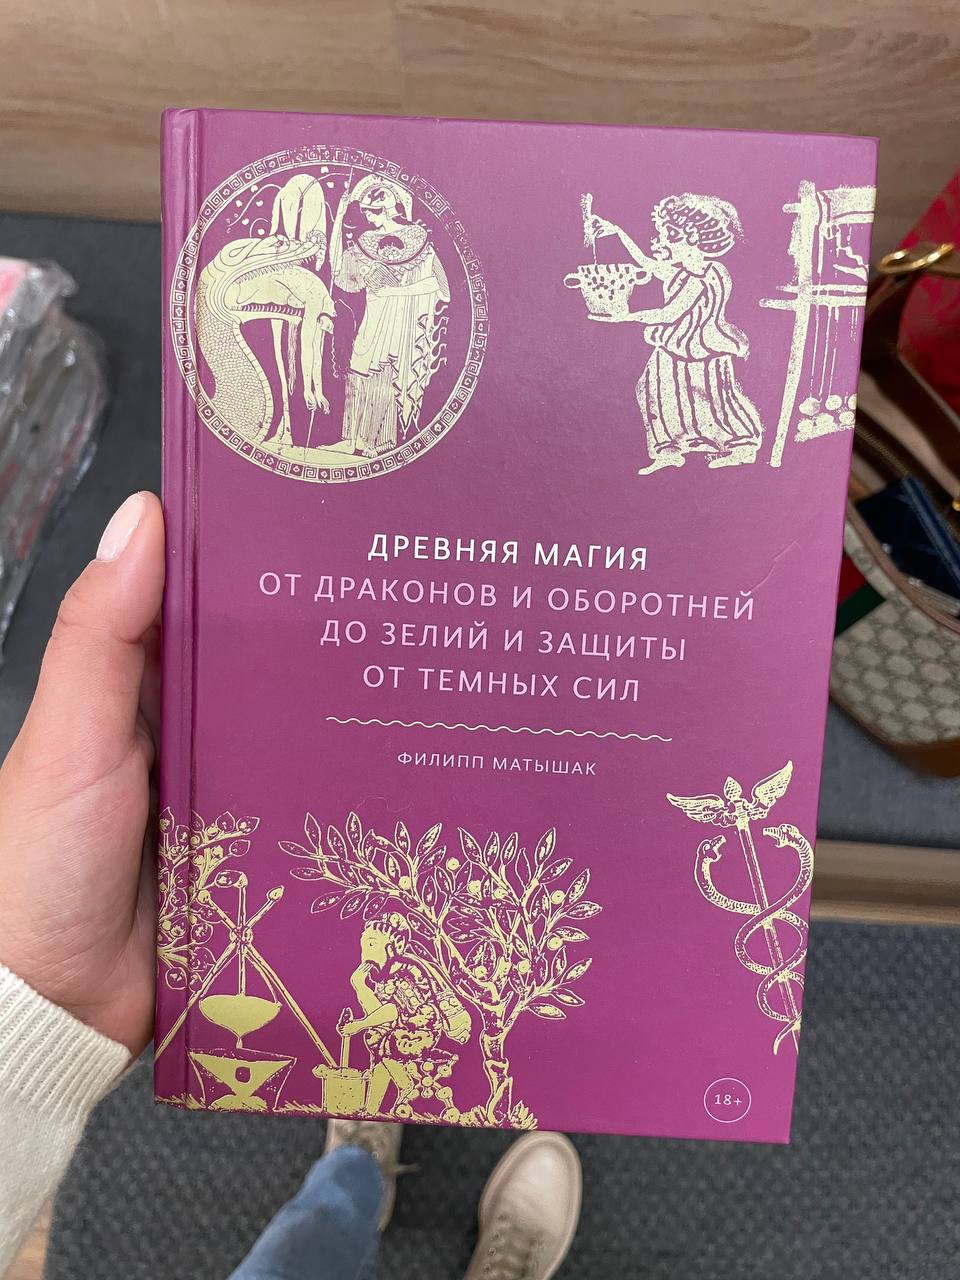 ДРЕВНЯЯ МАГИЯ
ОТ ДРАКОНОВ И ОБОРОТНЕЙ
ДО ЗЕЛИЙ И ЗАЩИТЫ
ОТ ТЕМНЫХ СИЛ
ФИЛИПП МАТЫШАК
18+